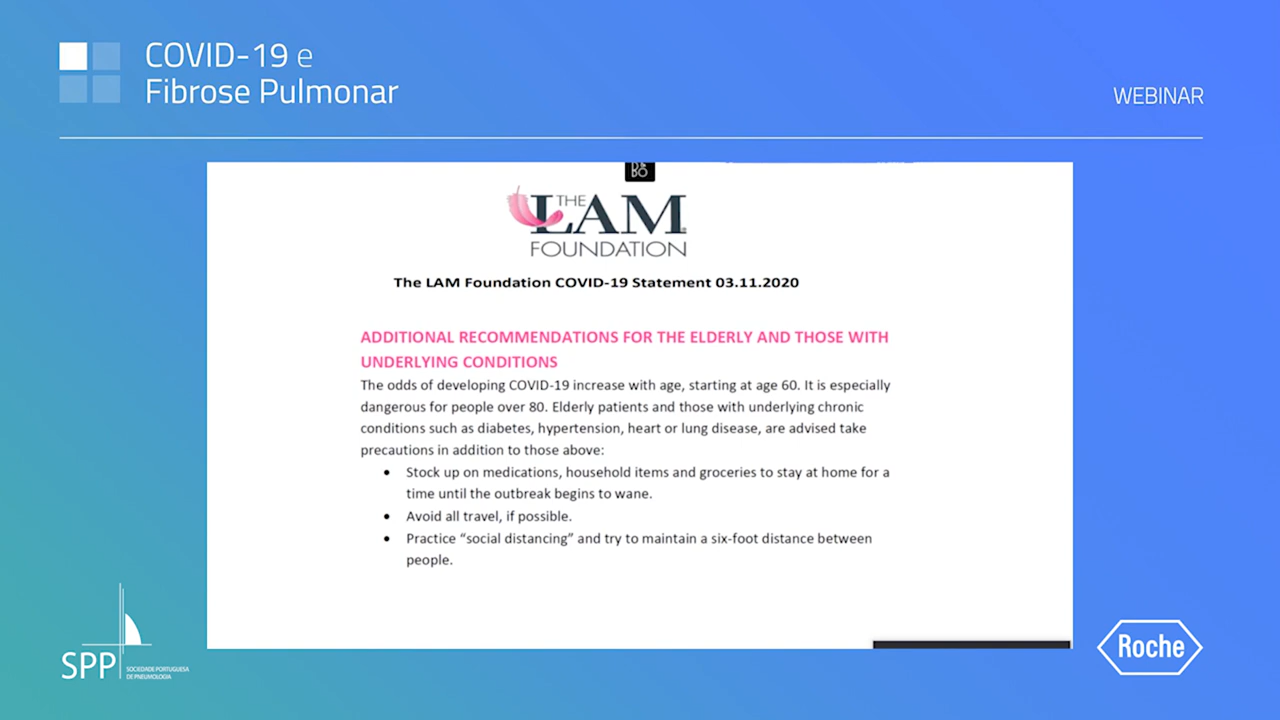 COVID-19 e
Fibrose Pulmonar
WEBINAR
THE
LAM
FOUNDATION
The LAM Foundation COVID-19 Statement 03.11.2020
ADDITIONAL RECOMMENDATIONS FOR THE ELDERLY AND THOSE WITH
UNDERLYING CONDITIONS
The odds of developing COVID-19 increase with age, starting at age 60. It is especially
dangerous for people over 80. Elderly patients and those with underlying chronic
conditions such as diabetes, hypertension, heart or lung disease, are advised take
precautions in addition to those above:
• Stock up on medications, household items and groceries to stay at home for a
time until the outbreak begins to wane.
• Avoid all travel, if possible.
• Practice “social distancing” and try to maintain a six-foot distance between
people.
SPP
SOCIEDADE PORTUGUESA
DE PNEUMOLOGIA
Roche